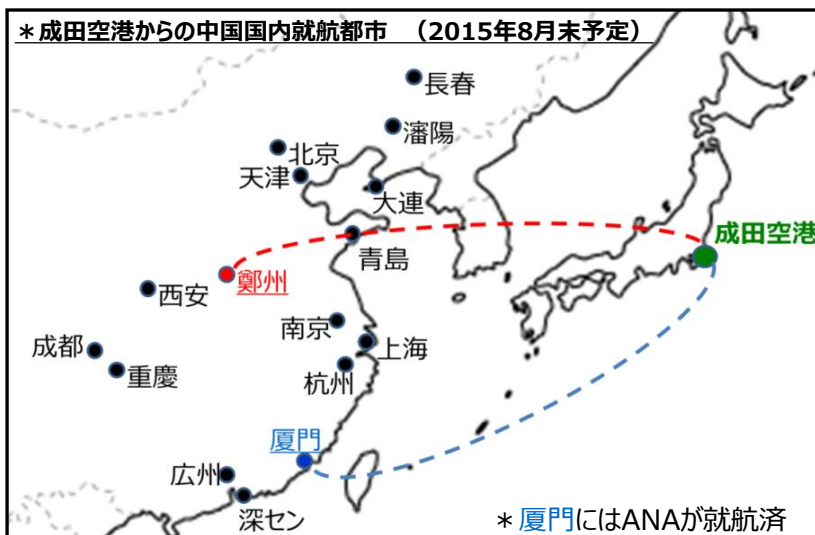 ＊成田空港からの中国国内就航都市　（2015年8月末予定）
長春
瀋陽
北京
天津
大連
成田空港
青島
鄭州
西安
南京
上海
成都
重慶
杭州
厦門
広州
深セン
＊厦門にはANAが就航済